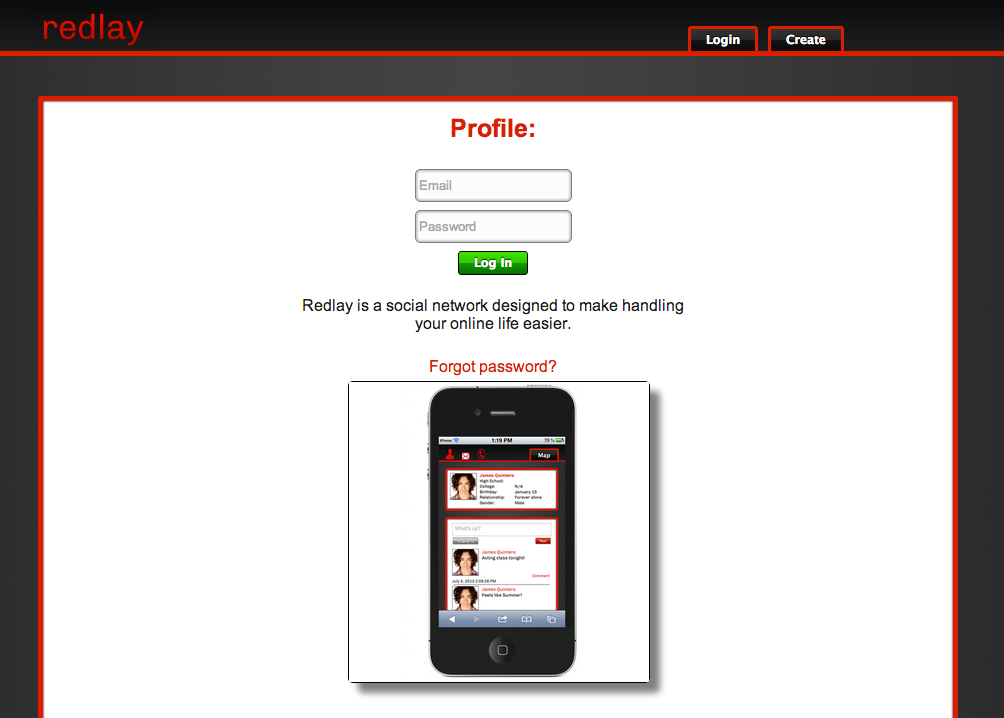 redlay
Login
Create
Profile:
Email
Password
Log In
Redlay is a social network designed to make handling
your online life easier.
Forgot password?
iPhone 1:19 PM 78%
Map
James Quintero
High School:
College: N/A
Birthday: January 15
Relationship: Forever alone
Gender: Male
What's up?
Post
James Quintero
Acting class tonight!
Comment
July 5, 2012 2:08:28 PM
James Quintero
Feels like Summer!